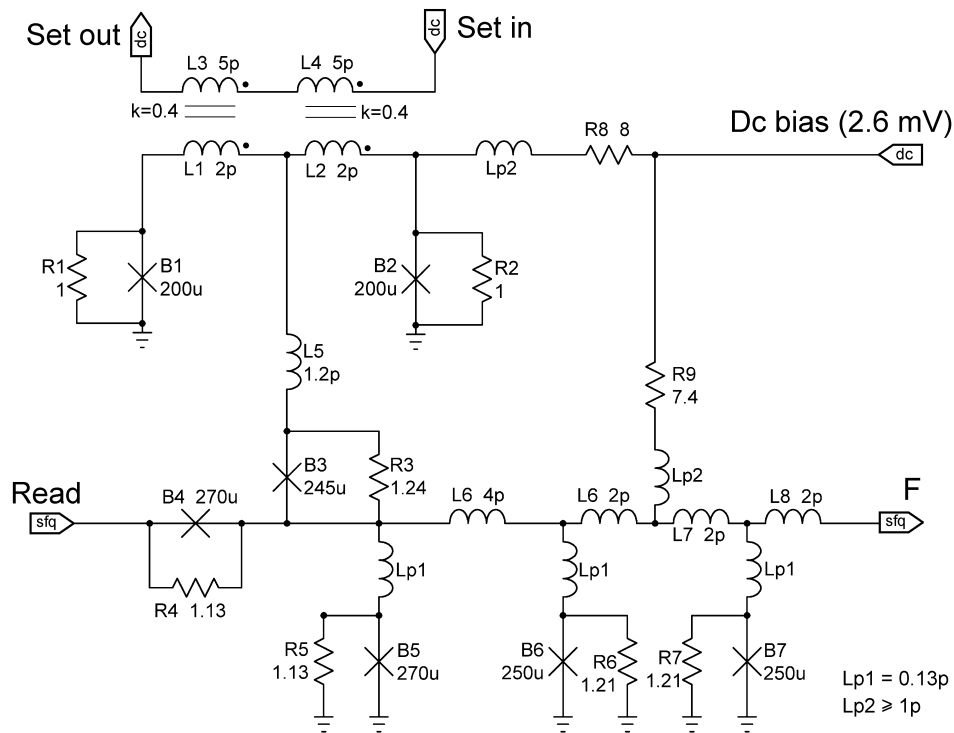 Set out
dc
dc
Set in
L3 5p
L4 5p
k=0.4
k=0.4
L1 2p
L2 2p
Lp2
R8 8
Dc bias (2.6 mV)
dc
R1
1
B1
200u
B2
200u
R2
1
L5
1.2p
R9
7.4
Lp2
B3
245u
R3
1.24
Read
sfq
B4 270u
R4 1.13
L6 4p
L6 2p
L7 2p
L8 2p
F
sfq
Lp1
Lp1
Lp1
R5
1.13
B5
270u
B6
250u
R6
1.21
R7
1.21
B7
250u
Lp1 = 0.13p
Lp2 ⩾ 1p